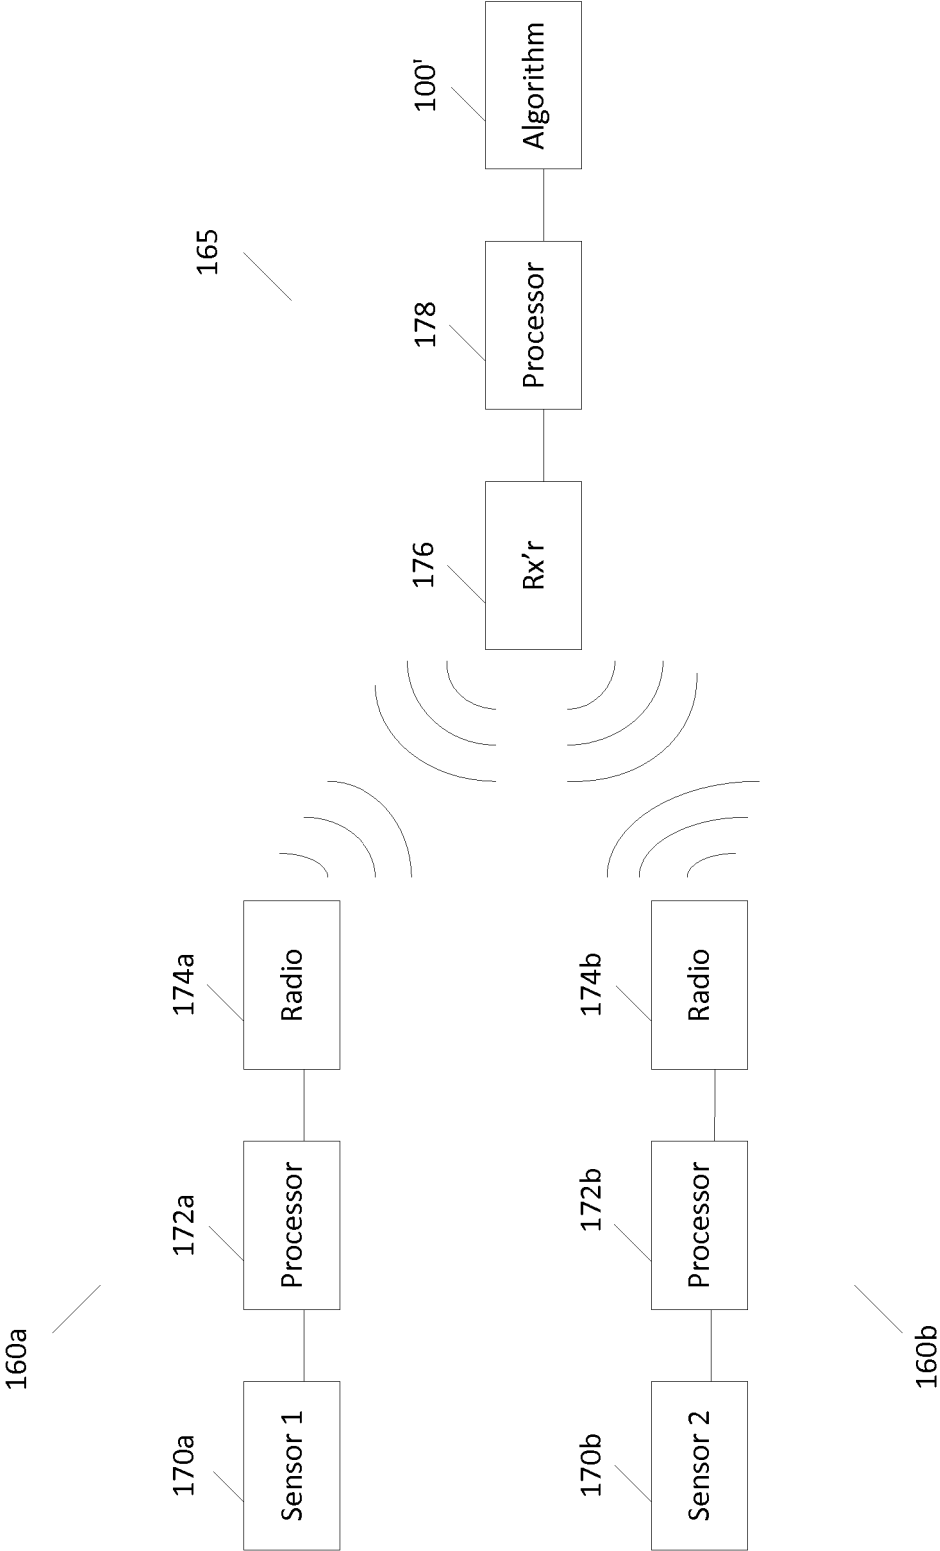 160a
170a
Sensor 1
172a
Processor
174a
Radio
170b
Sensor 2
172b
Processor
174b
Radio
160b
176
Rx'r
178
Processor
100'
Algorithm
165